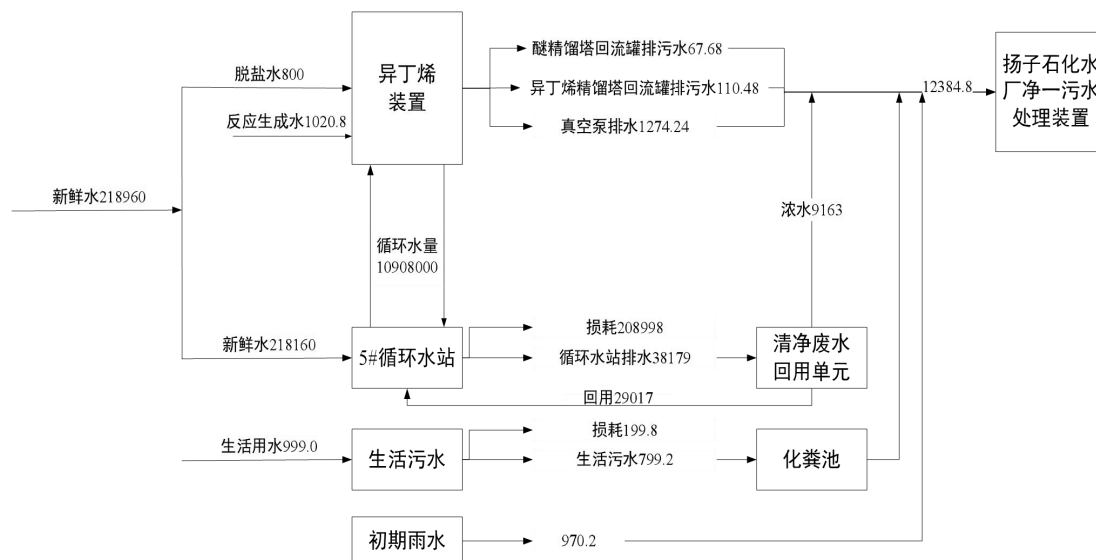 脱盐水800
反应生成水1020.8
异丁烯
装置
醚精馏塔回流罐排污水67.68
异丁烯精馏塔回流罐排污水110.48
真空泵排水1274.24
12384.8
扬子石化水
厂净一污水
处理装置
新鲜水218960
循环水量
10908000
浓水9163
新鲜水218160
5#循环水站
损耗208998
循环水站排水38179
清净废水
回用单元
回用29017
生活用水999.0
生活污水
损耗199.8
生活污水799.2
化粪池
初期雨水
970.2